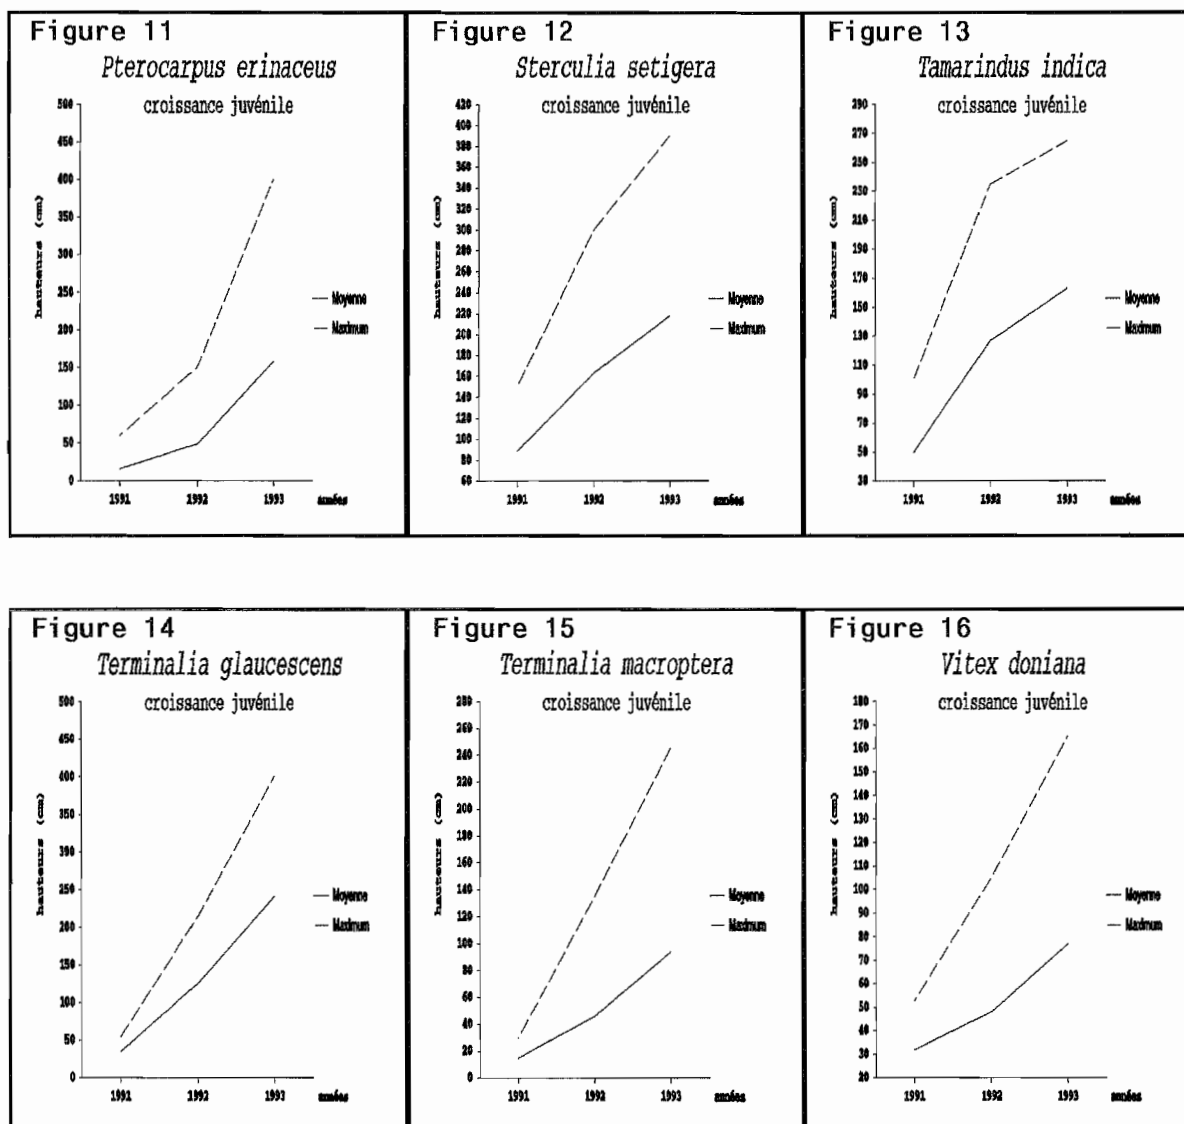 Figure 11
Pterocarpus erinaceus
croissance juvénile
500
450
400
350
300
250
200
150
100
50
0
hauteurs (cm)
Moyenne
Maximum
1991 1992 1993 années
Figure 12
Sterculia setigera
croissance juvénile
420
400
380
360
340
320
300
280
260
240
220
200
180
160
140
120
100
80
60
hauteurs (cm)
Moyenne
Maximum
1991 1992 1993 années
Figure 13
Tamarindus indica
croissance juvénile
290
270
250
230
210
190
170
150
130
110
90
70
50
30
hauteurs (cm)
Moyenne
Maximum
1991 1992 1993 années
Figure 14
Terminalia glaucescens
croissance juvénile
500
450
400
350
300
250
200
150
100
50
0
hauteurs (cm)
Moyenne
Maximum
1991 1992 1993 années
Figure 15
Terminalia macroptera
croissance juvénile
280
260
240
220
200
180
160
140
120
100
80
60
40
20
0
hauteurs (cm)
Moyenne
Maximum
1991 1992 1993 années
Figure 16
Vitex doniana
croissance juvénile
180
170
160
150
140
130
120
110
100
90
80
70
60
50
40
30
20
hauteurs (cm)
Moyenne
Maximum
1991 1992 1993 années